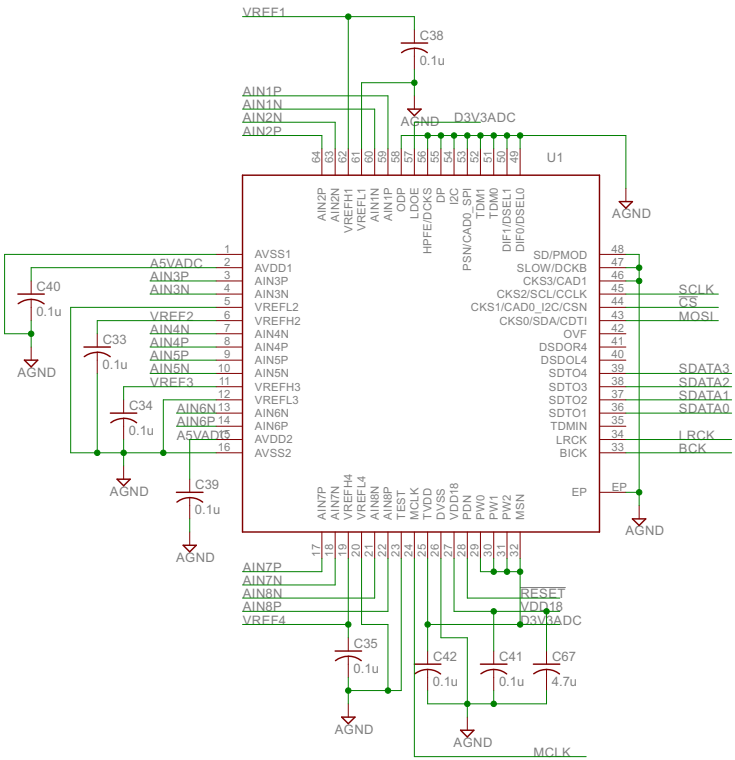 VREF1
C38
0.1u
AGND
AIN1P
AIN1N
AIN2N
AIN2P
D3V3ADC
64
63
62
61
60
59
58
57
56
55
54
53
52
51
50
49
U1
AGND
AIN2P
AIN2N
VREFH1
VREFL1
AIN1N
AIN1P
ODP
LDOE
HPFE/DCKS
DP
I2C
PSN/CAD0_SPI
TDM1
TDM0
DIF1/DSEL1
DIF0/DSEL0
1 AVSS1
A5VADC 2 AVDD1
AIN3P 3 AIN3P
AIN3N 4 AIN3N
5 VREFL2
VREF2 6 VREFH2
AIN4N 7 AIN4N
AIN4P 8 AIN4P
AIN5P 9 AIN5P
AIN5N 10 AIN5N
VREF3 11 VREFH3
12 VREFL3
AIN6N 13 AIN6N
AIN6P 14 AIN6P
A5VADC 15 AVDD2
16 AVSS2
C40
0.1u
AGND
C33
0.1u
C34
0.1u
AGND
C39
0.1u
AGND
SD/PMOD 48
SLOW/DCKB 47
CKS3/CAD1 46
CKS2/SCL/CCLK 45 SCLK
CKS1/CAD0_I2C/CSN 44 CS
CKS0/SDA/CDTI 43 MOSI
OVF 42
DSDOR4 41
DSDOL4 40
SDTO4 39 SDATA3
SDTO3 38 SDATA2
SDTO2 37 SDATA1
SDTO1 36 SDATA0
TDMIN 35
LRCK 34 LRCK
BICK 33 BCK
EP EP
AGND
AIN7P
AIN7N
VREFH4
VREFL4
AIN8N
AIN8P
TEST
MCLK
TVDD
DVSS
VDD18
PDN
PW0
PW1
PW2
MSN
17
18
19
20
21
22
23
24
25
26
27
28
29
30
31
32
AIN7P
AIN7N
AIN8N
AIN8P
VREF4
RESET
VDD18
D3V3ADC
C35
0.1u
AGND
C42
0.1u
C41
0.1u
C67
4.7u
AGND
MCLK